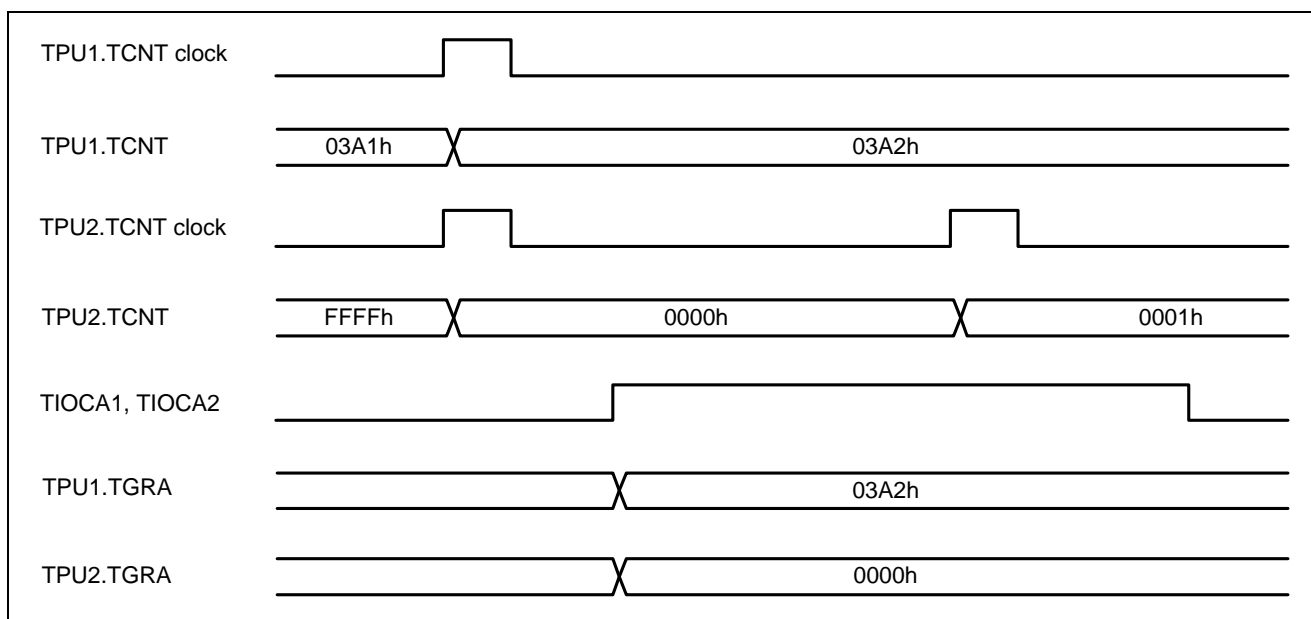 TPU1.TCNT clock
TPU1.TCNT 03A1h 03A2h
TPU2.TCNT clock
TPU2.TCNT FFFFh 0000h 0001h
TIOCA1, TIOCA2
TPU1.TGRA 03A2h
TPU2.TGRA 0000h